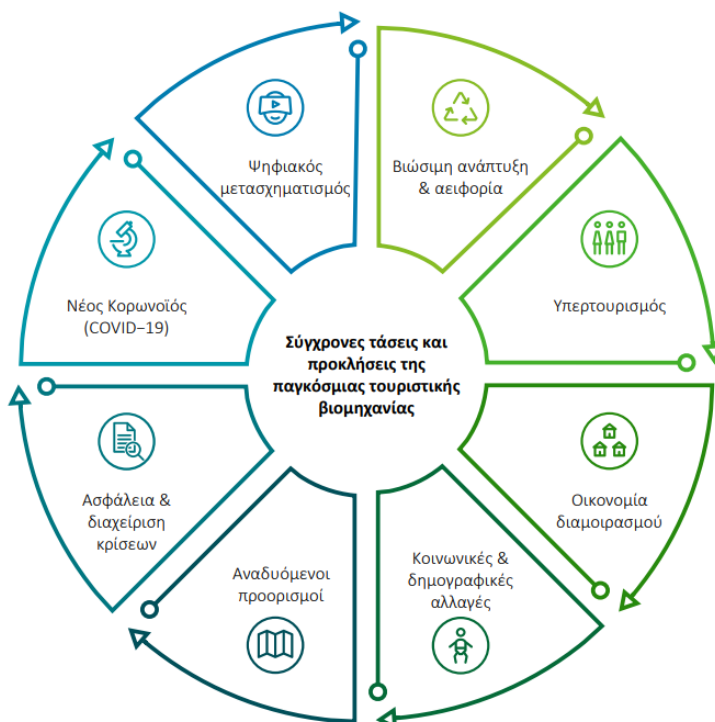 Ψηφιακός
μετασχηματισμός
Βιώσιμη ανάπτυξη
& αειφορία
Νέος Κορωνοϊός
(COVID–19)
Υπερτουρισμός
Σύγχρονες τάσεις και
προκλήσεις της
παγκόσμιας τουριστικής
βιομηχανίας
Ασφάλεια &
διαχείριση
κρίσεων
Οικονομία
διαμοιρασμού
Αναδυόμενοι
προορισμοί
Κοινωνικές &
δημογραφικές
αλλαγές